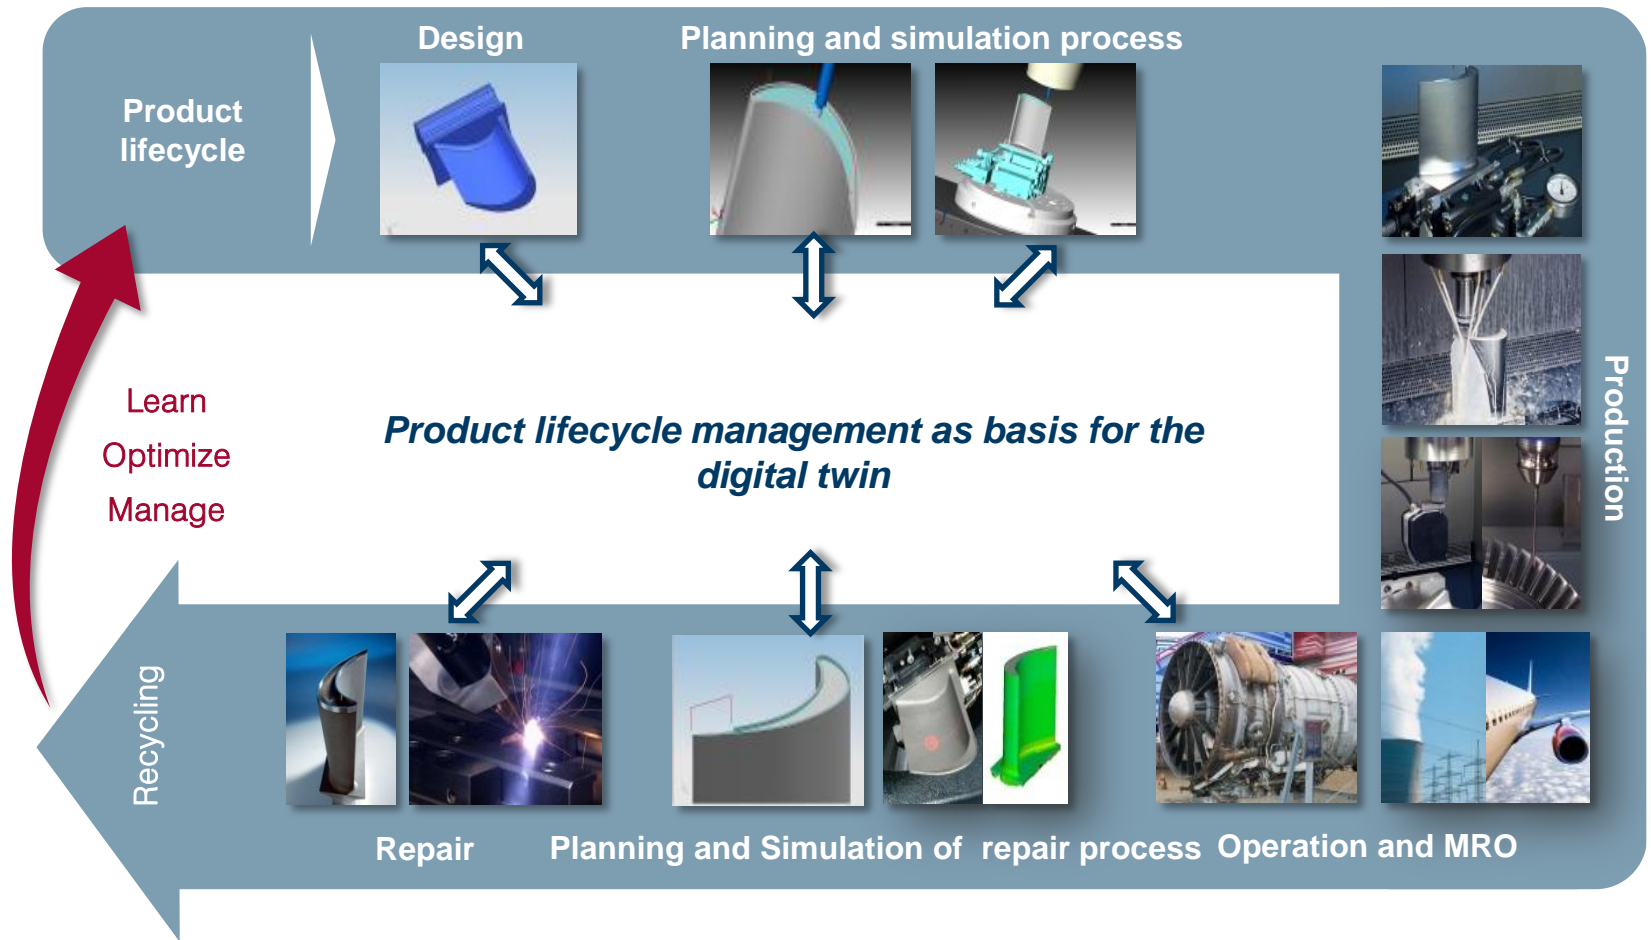 Design
Planning and simulation process
Product
lifecycle
Production
Learn
Optimize
Manage
Product lifecycle management as basis for the
digital twin
Recycling
Repair
Planning and Simulation of  repair process
Operation and MRO